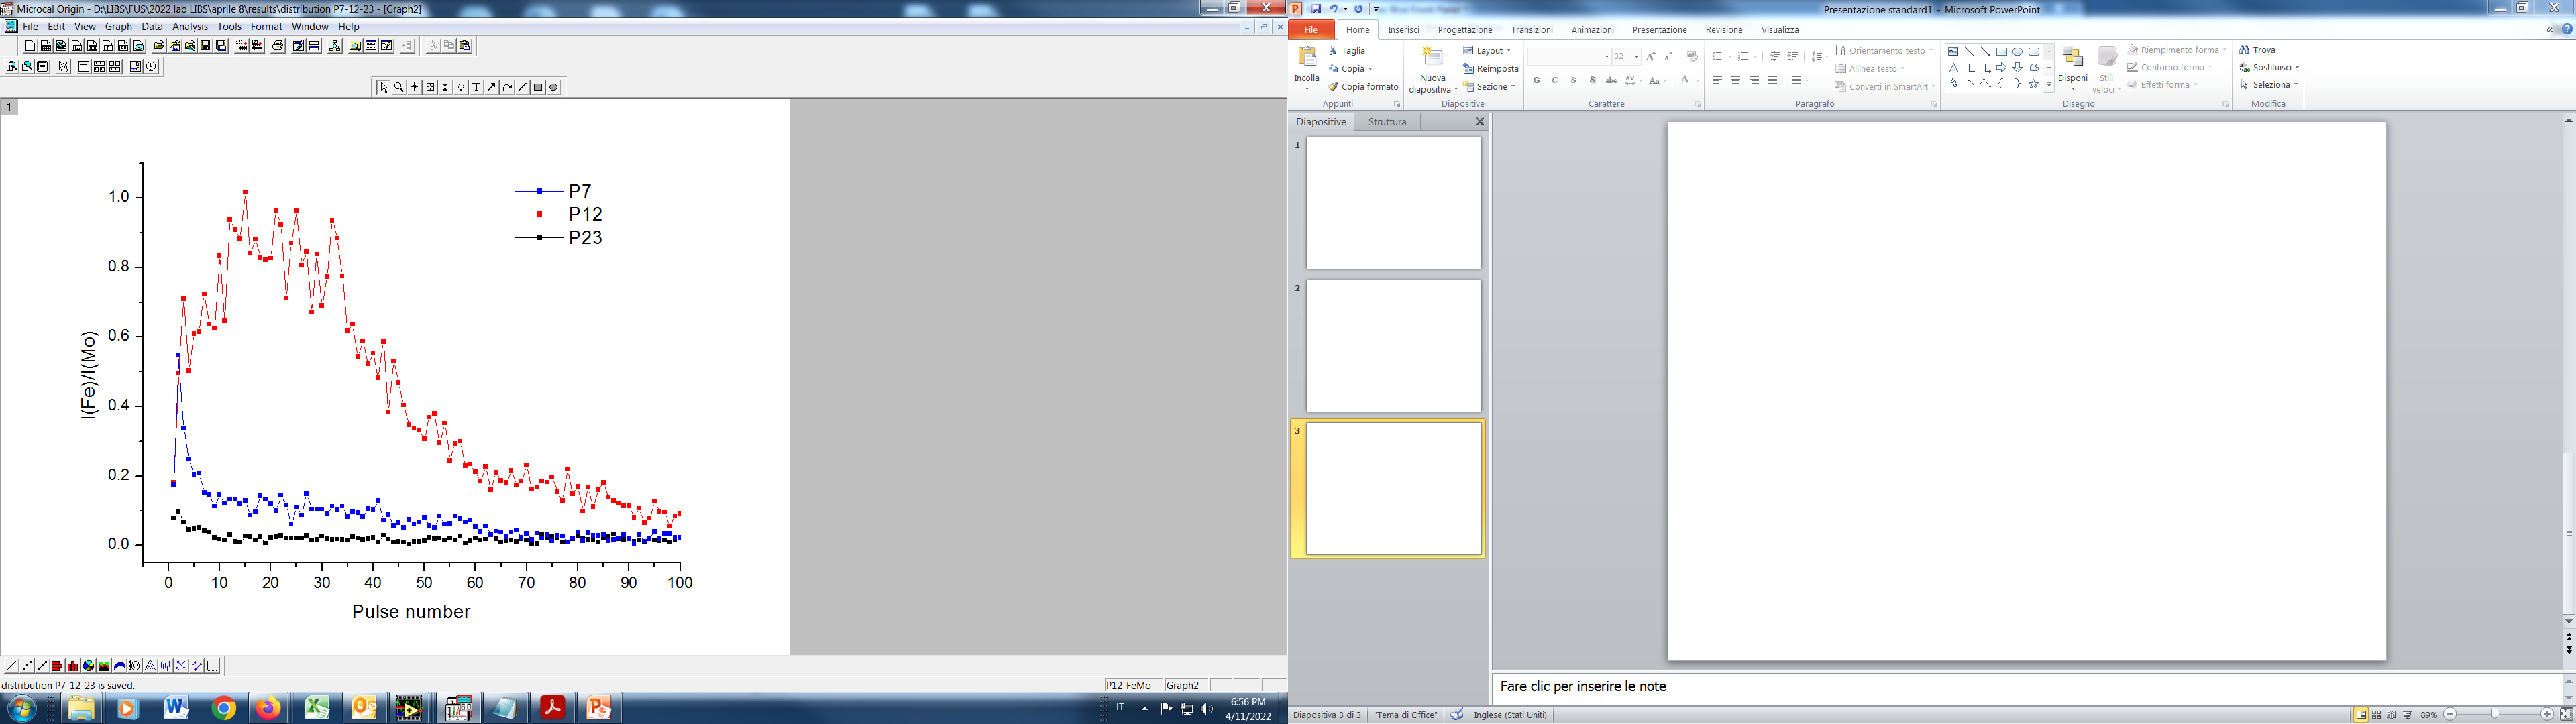 Microcal Origin - D:\LIBS\FUS\2022 lab LIBS\aprile 8\results\distribution P7-12-23 - [Graph2]
File Edit View Graph Data Analysis Tools Format Window Help
1
1.0
0.8
0.6
0.4
0.2
0.0
I(Fe)/I(Mo)
P7
P12
P23
0 10 20 30 40 50 60 70 80 90 100
Pulse number
distribution P7-12-23 is saved.
P12_FeMo Graph2
IT
6:56 PM
4/11/2022
Presentazione standard1 - Microsoft PowerPoint
File Home Inserisci Progettazione Transizioni Animazioni Presentazione Revisione Visualizza
Incolla
Taglia
Copia
Copia formato
Appunti
Nuova
diapositiva
Layout
Reimposta
Sezione
Diapositive
32
G C S S abc AV Aa A
Carattere
Orientamento testo
Allinea testo
Converti in SmartArt
Paragrafo
Disponi
Stili
veloci
Riempimento forma
Contorno forma
Effetti forma
Disegno
Trova
Sostituisci
Seleziona
Modifica
Diapositive Struttura
1
2
3
Fare clic per inserire le note
Diapositiva 3 di 3 "Tema di Office" Inglese (Stati Uniti)
89%